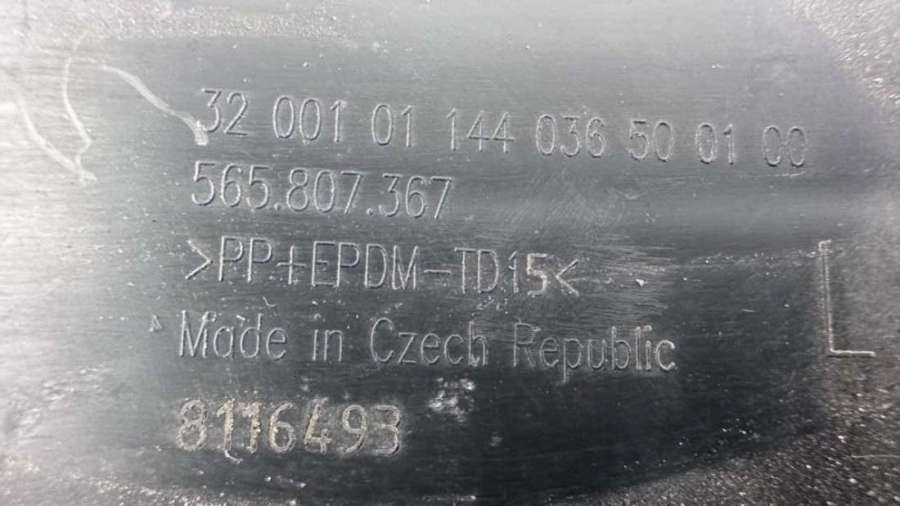 32 001 01 144 036 50 01 00
565.807.367
>PP+EPDM-TD15<
Made in Czech Republic
L
8116493